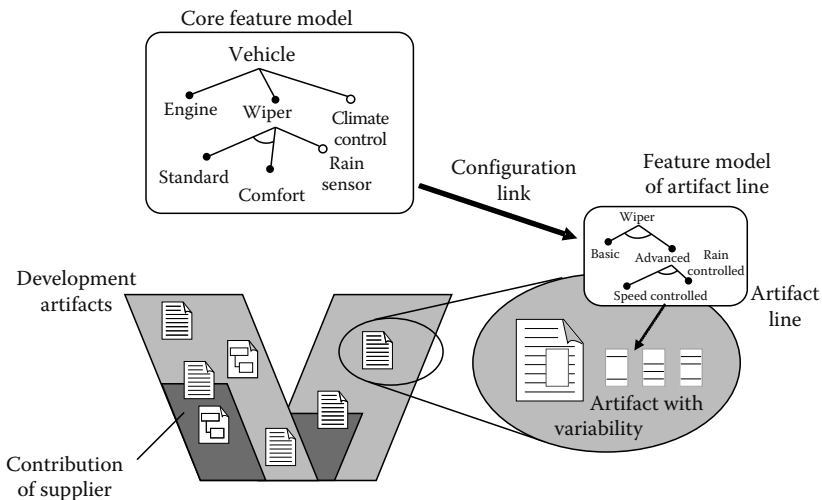 Core feature model
Vehicle
Engine
Wiper
Climate
control
Standard
Comfort
Rain
sensor
Configuration
link
Feature model
of artifact line
Wiper
Basic
Advanced
Rain
controlled
Speed controlled
Artifact
line
Development
artifacts
Artifact with
variability
Contribution
of supplier